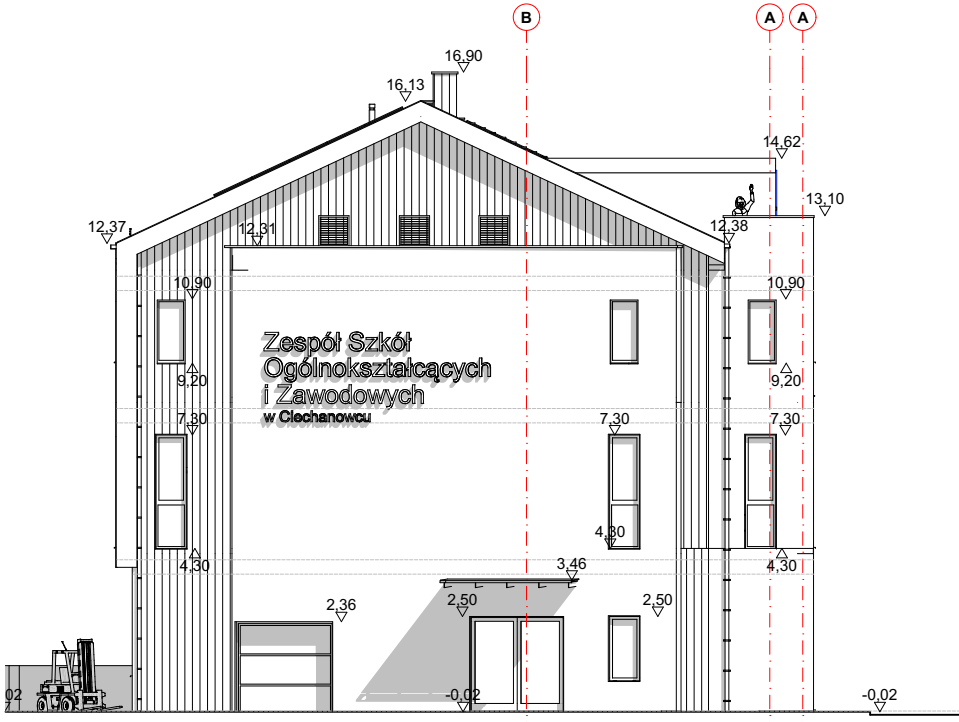 B A A
16,90
16,13
14,62
13,10
12,37 12,31 12,38
10,90 10,90
Zespół Szkół
Ogólnokształcących
i Zawodowych
w Ciechanowcu
9,20 9,20
7,30 7,30 7,30
4,30
4,30 4,30
3,46
2,36 2,50 2,50
02 -0,02 -0,02